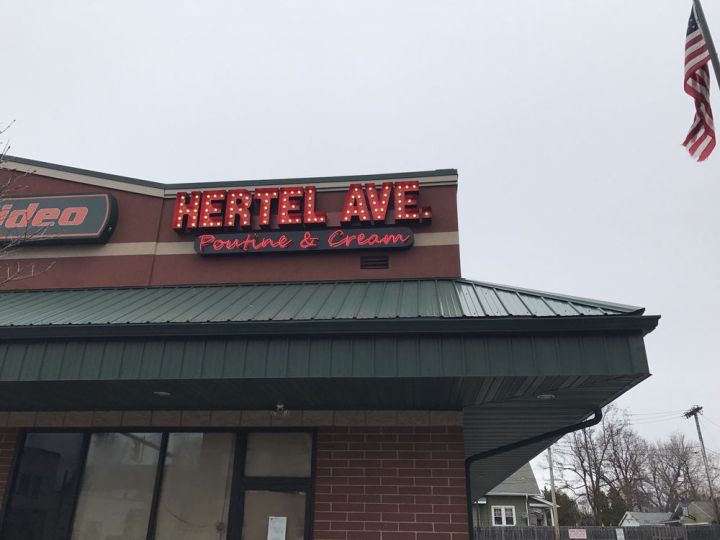 ideo
HERTEL AVE.
Poutine & Cream